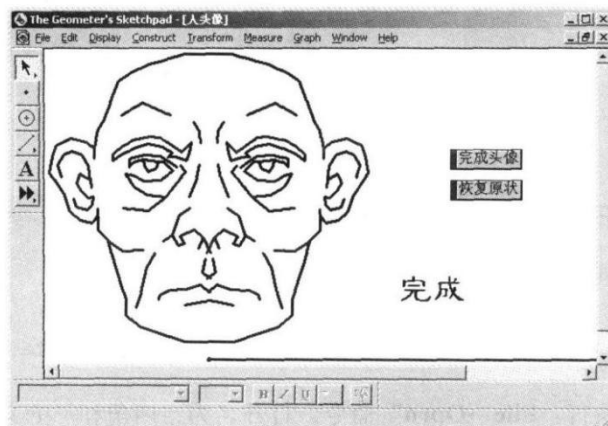 The Geometer's Sketchpad - [人头像]
File Edit Display Construct Transform Measure Graph Window Help
A
完成头像
恢复原状
完成
B I U